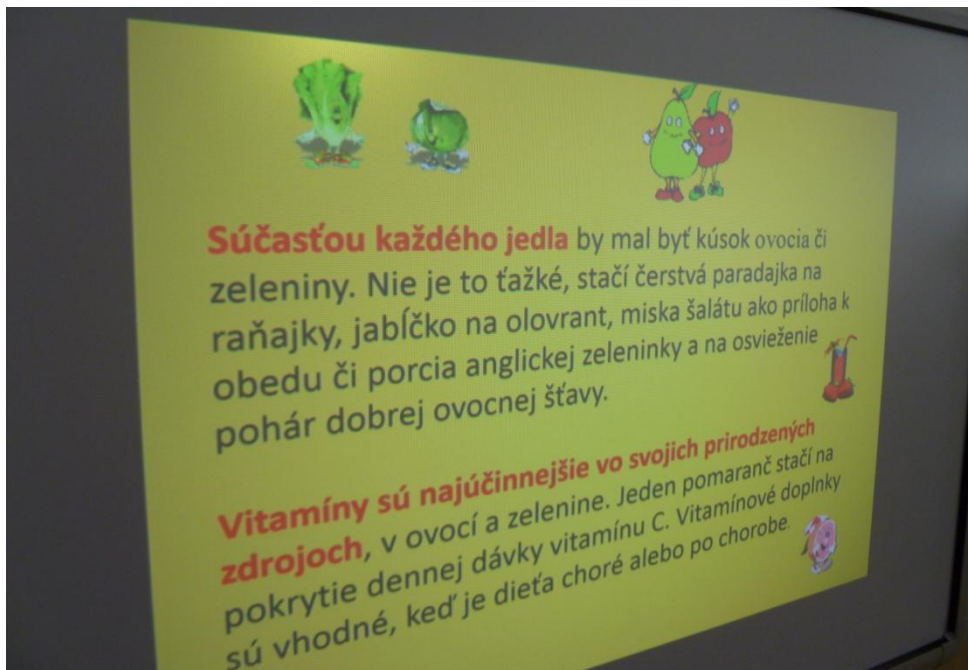 Súčasťou každého jedla by mal byť kúsok ovocia či
zeleniny. Nie je to ťažké, stačí čerstvá paradajka na
raňajky, jabĺčko na olovrant, miska šalátu ako príloha k
obedu či porcia anglickej zeleninky a na osvieženie
pohár dobrej ovocnej šťavy.
Vitamíny sú najúčinnejšie vo svojich prirodzených
zdrojoch, v ovocí a zelenine. Jeden pomaranč stačí na
pokrytie dennej dávky vitamínu C. Vitamínové doplnky
sú vhodné, keď je dieťa choré alebo po chorobe.